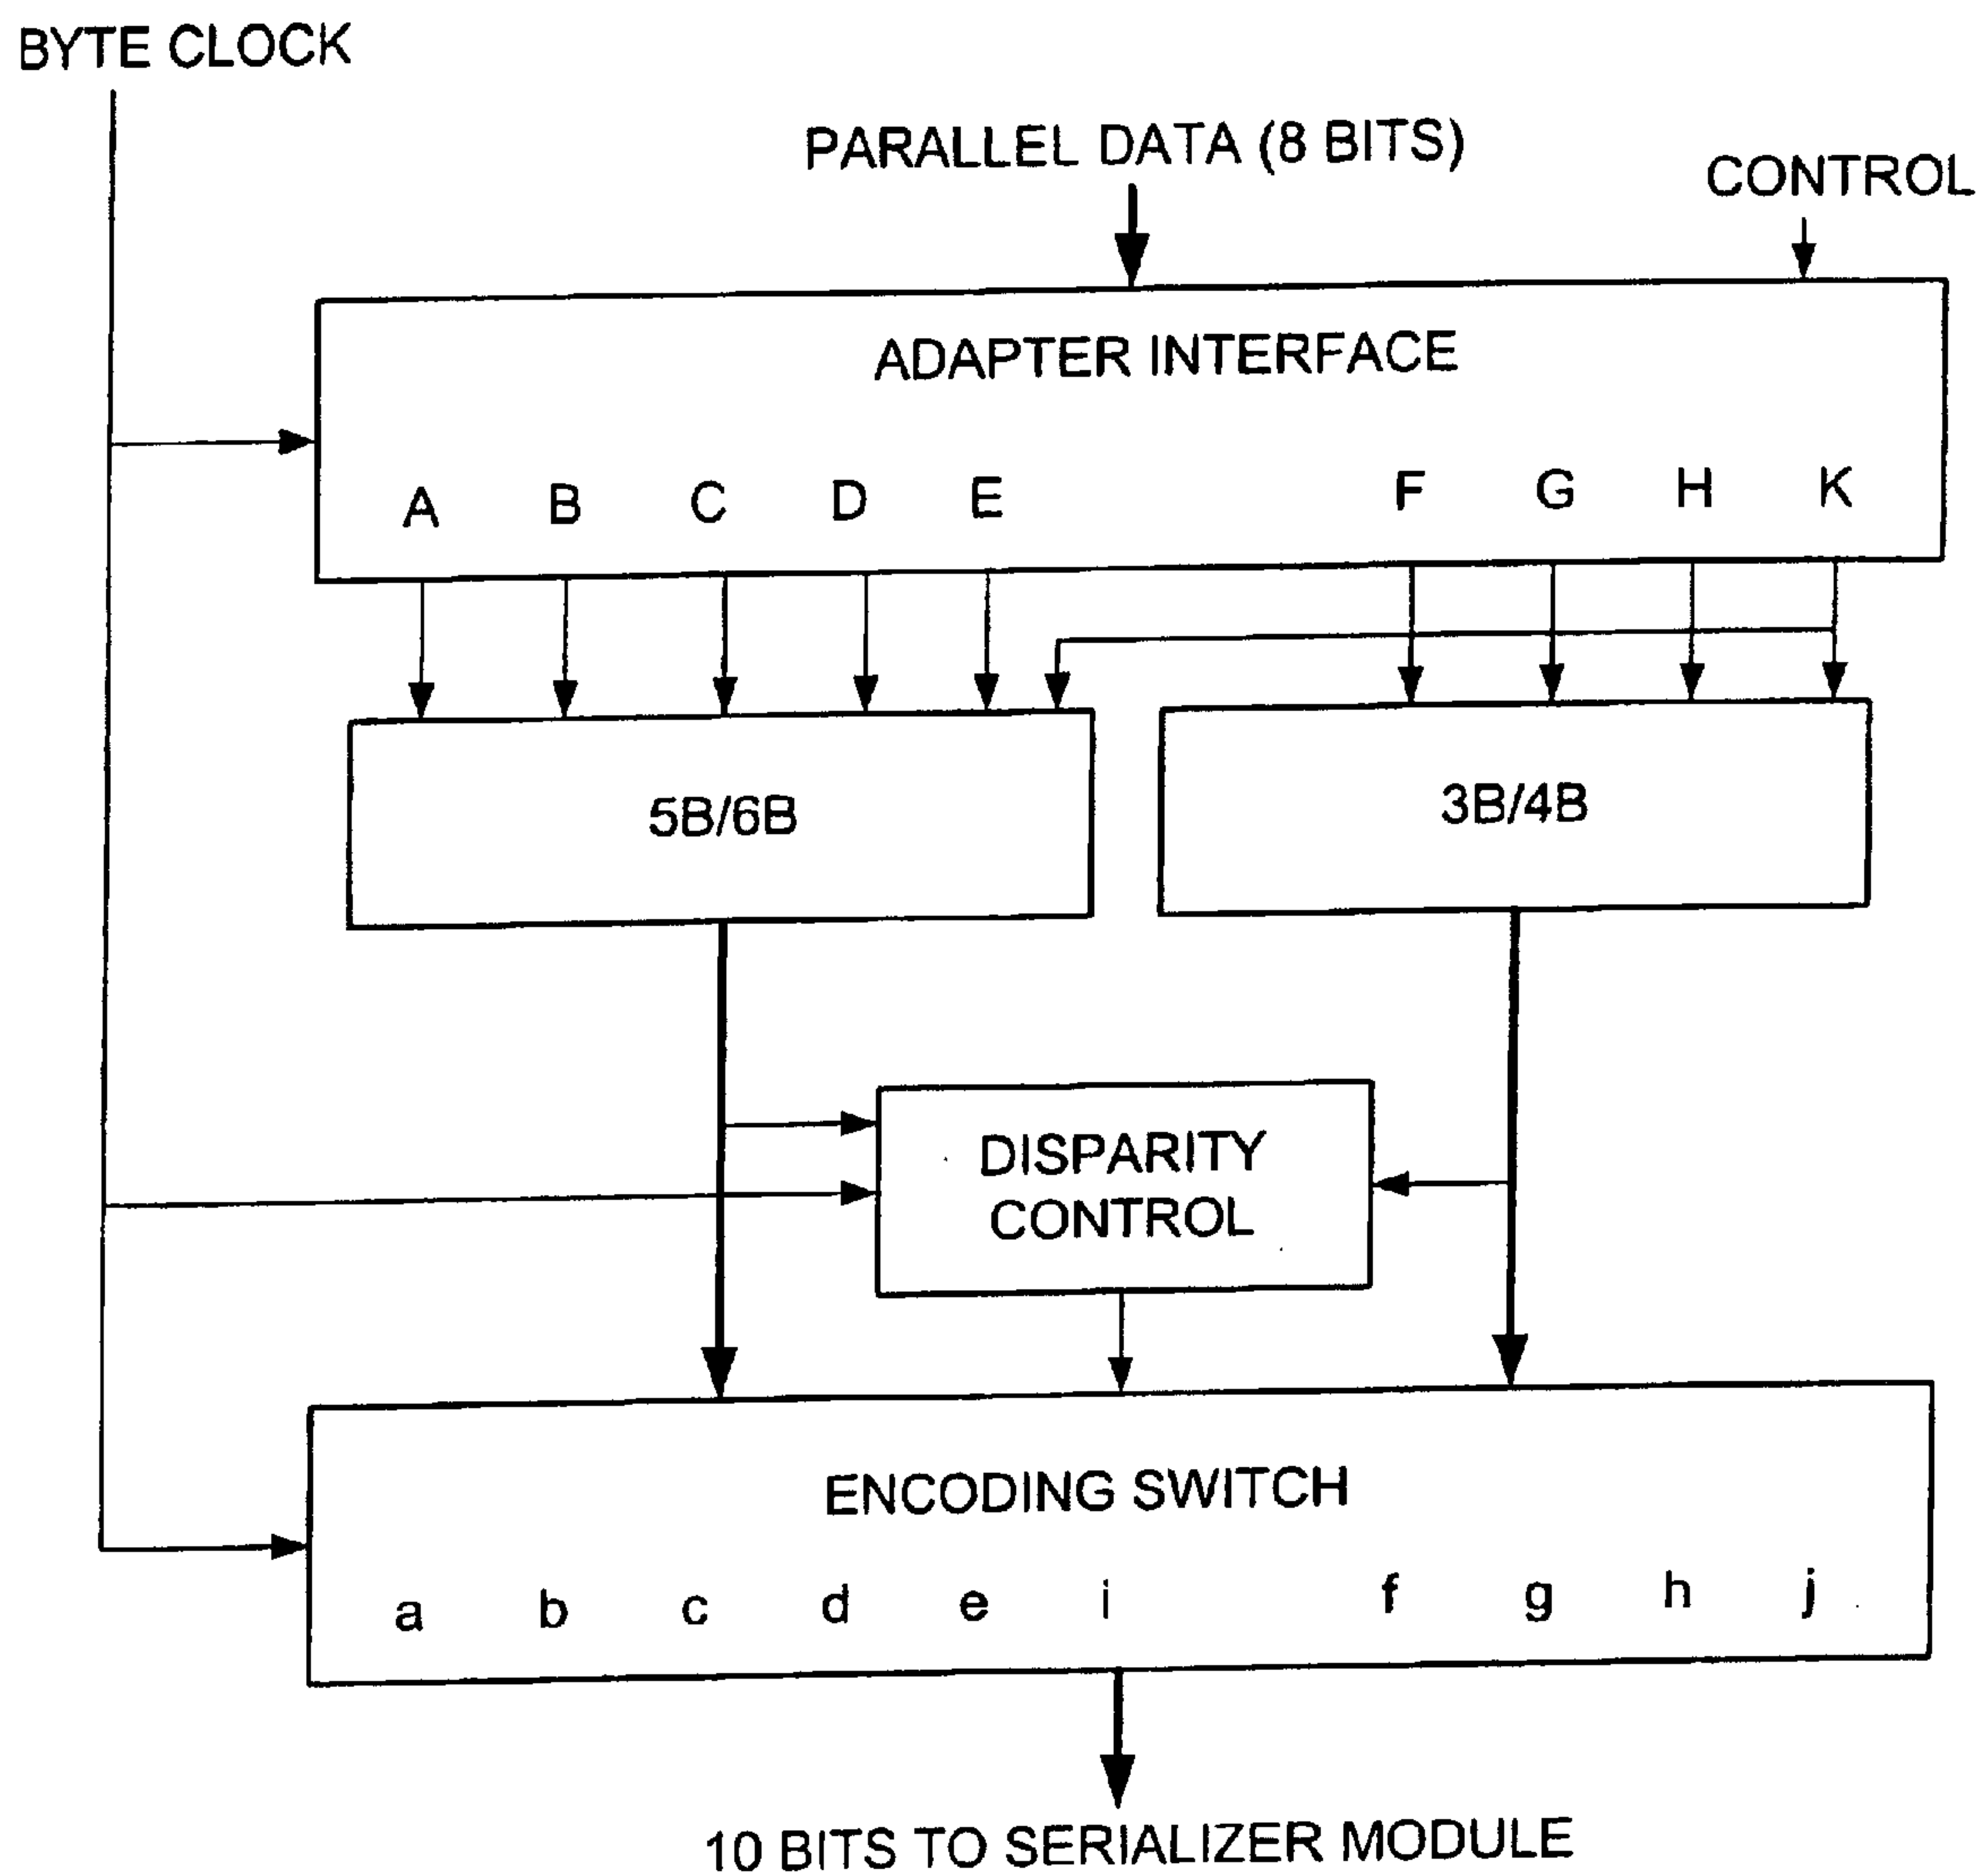 BYTE CLOCK
PARALLEL DATA (8 BITS)
CONTROL
ADAPTER INTERFACE
A B C D E F G H K
5B/6B
3B/4B
DISPARITY
CONTROL
ENCODING SWITCH
a b c d e i f g h j
10 BITS TO SERIALIZER MODULE